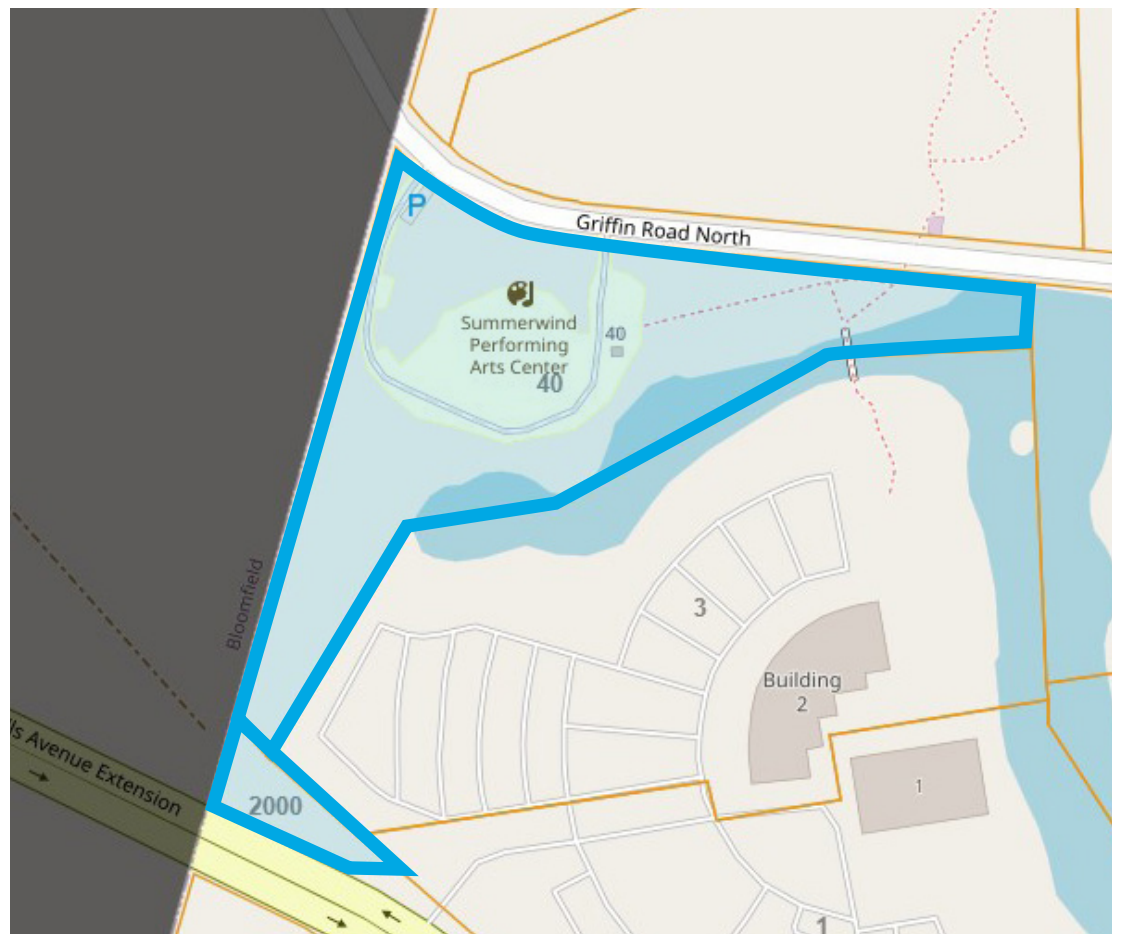 P
Griffin Road North
Summerwind
Performing
Arts Center
40
40
3
Bloomfield
Building
2
ls Avenue Extension
2000
1
1